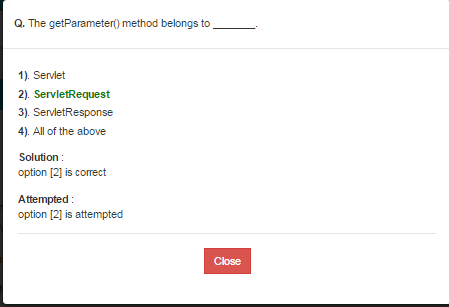 Q. The getParameter() method belongs to ________.
1). Servlet
2). ServletRequest
3). ServletResponse
4). All of the above
Solution :
option [2] is correct
Attempted :
option [2] is attempted
Close